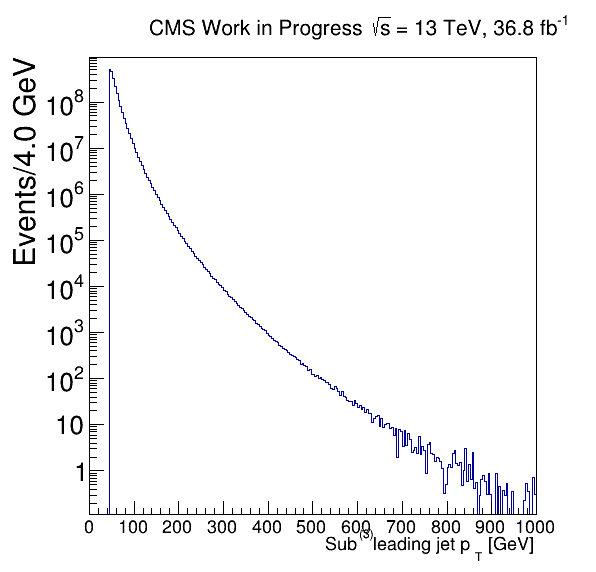 CMS Work in Progress √s = 13 TeV, 36.8 fb⁻¹
Events/4.0 GeV
10⁸
10⁷
10⁶
10⁵
10⁴
10³
10²
10
1
0 100 200 300 400 500 600 700 800 900 1000
Sub⁽³⁾leading jet p_T [GeV]